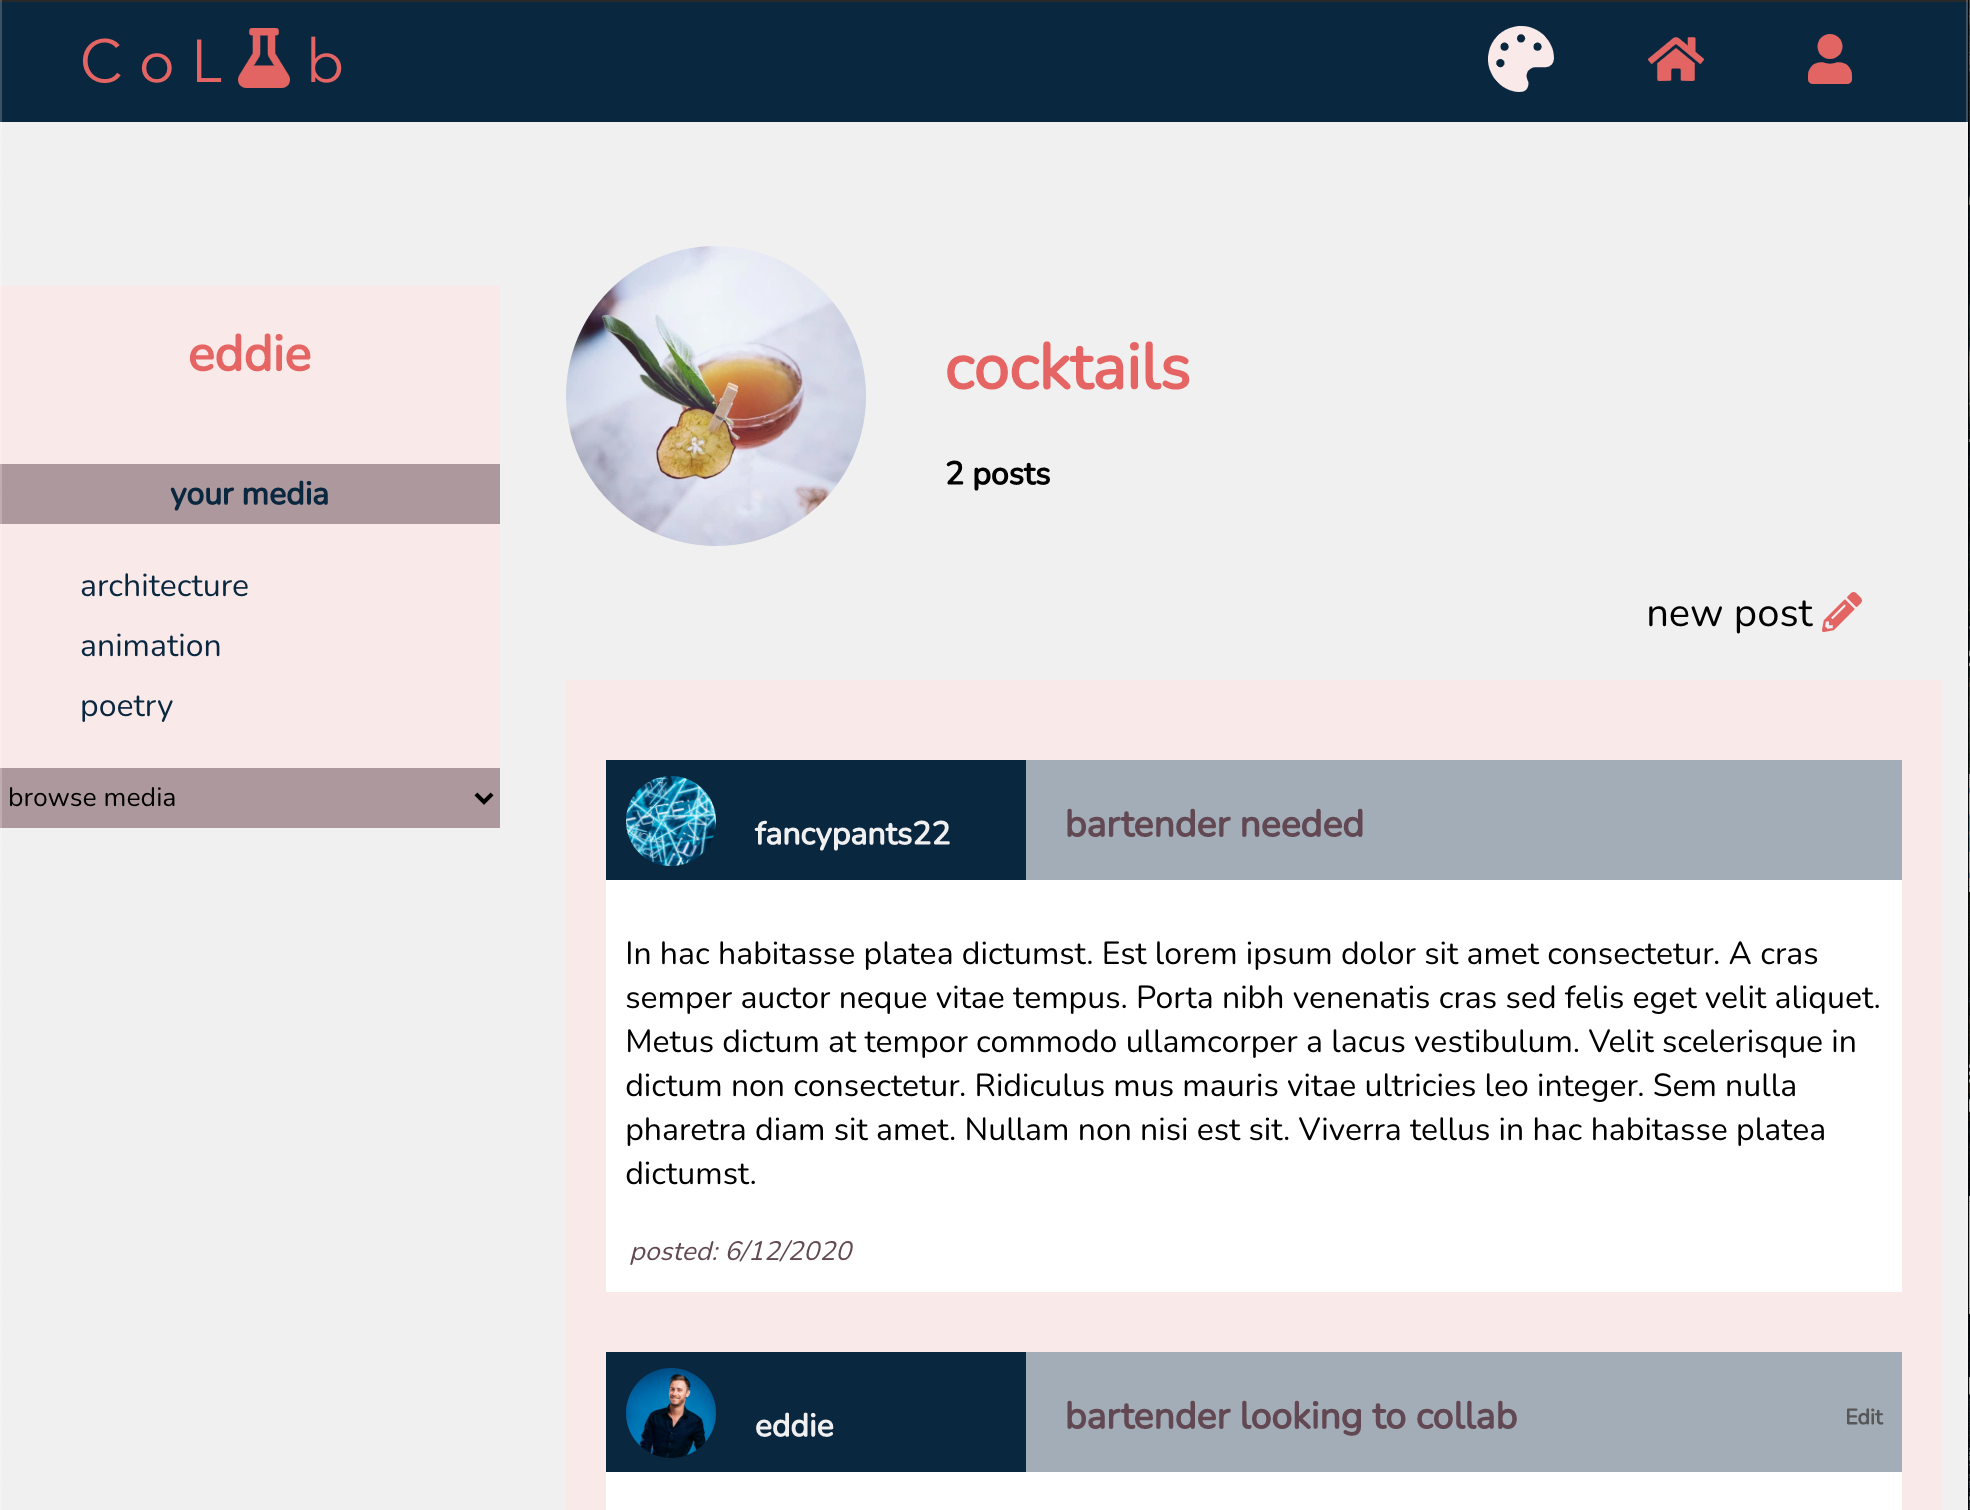 CoL b
eddie
your media
architecture
animation
poetry
browse media
cocktails
2 posts
new post
fancypants22
bartender needed
In hac habitasse platea dictumst. Est lorem ipsum dolor sit amet consectetur. A cras
semper auctor neque vitae tempus. Porta nibh venenatis cras sed felis eget velit aliquet.
Metus dictum at tempor commodo ullamcorper a lacus vestibulum. Velit scelerisque in
dictum non consectetur. Ridiculus mus mauris vitae ultricies leo integer. Sem nulla
pharetra diam sit amet. Nullam non nisi est sit. Viverra tellus in hac habitasse platea
dictumst.
posted: 6/12/2020
eddie
bartender looking to collab
Edit